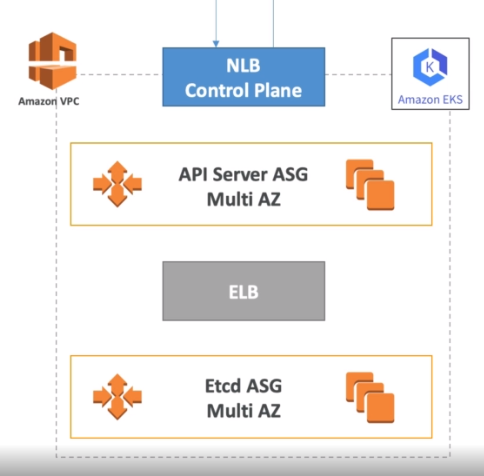 NLB
Control Plane
Amazon VPC
Amazon EKS
API Server ASG
Multi AZ
ELB
Etcd ASG
Multi AZ